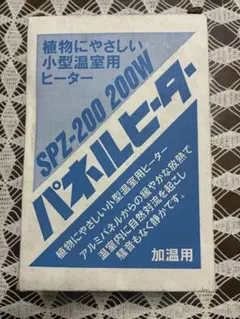 植物にやさしい
小型温室用
ヒーター
SPZ-200 200W
パネルヒーター
植物にやさしい小型温室用ヒーター
アルミパネルからの緩やかな放熱で
温室内に自然対流を起こし
騒音もなく静かです。
加温用